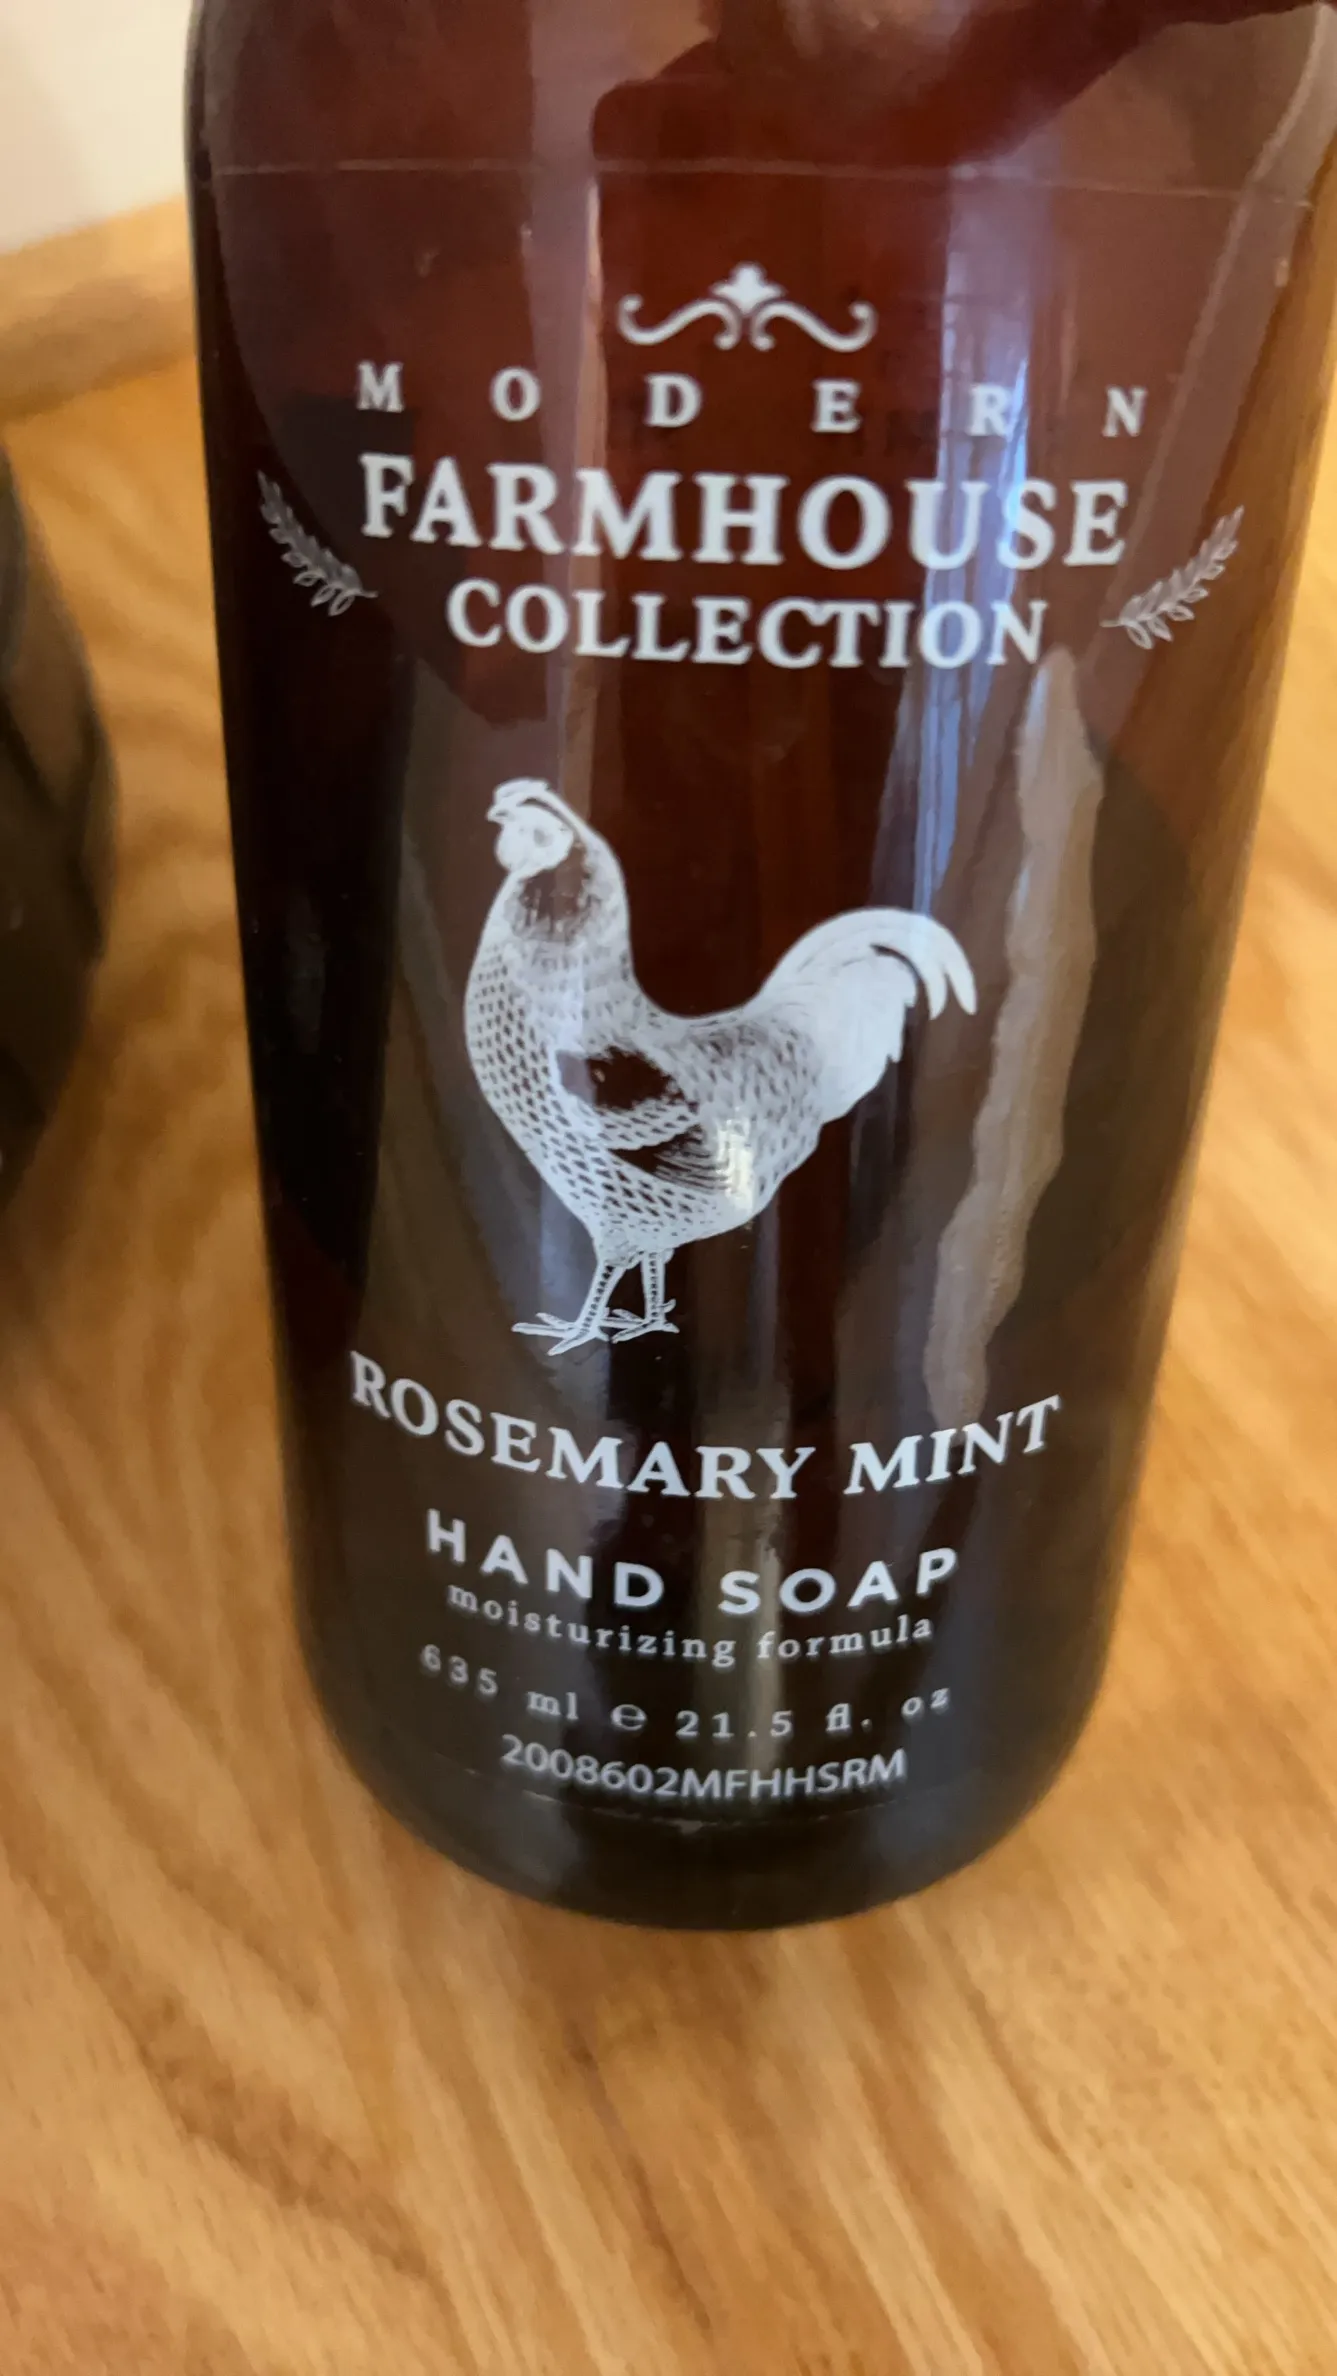 MODERN
FARMHOUSE
COLLECTION
ROSEMARY MINT
HAND SOAP
moisturizing formula
635 ml ℮ 21.5 fl. oz
2008602MFHHSRM